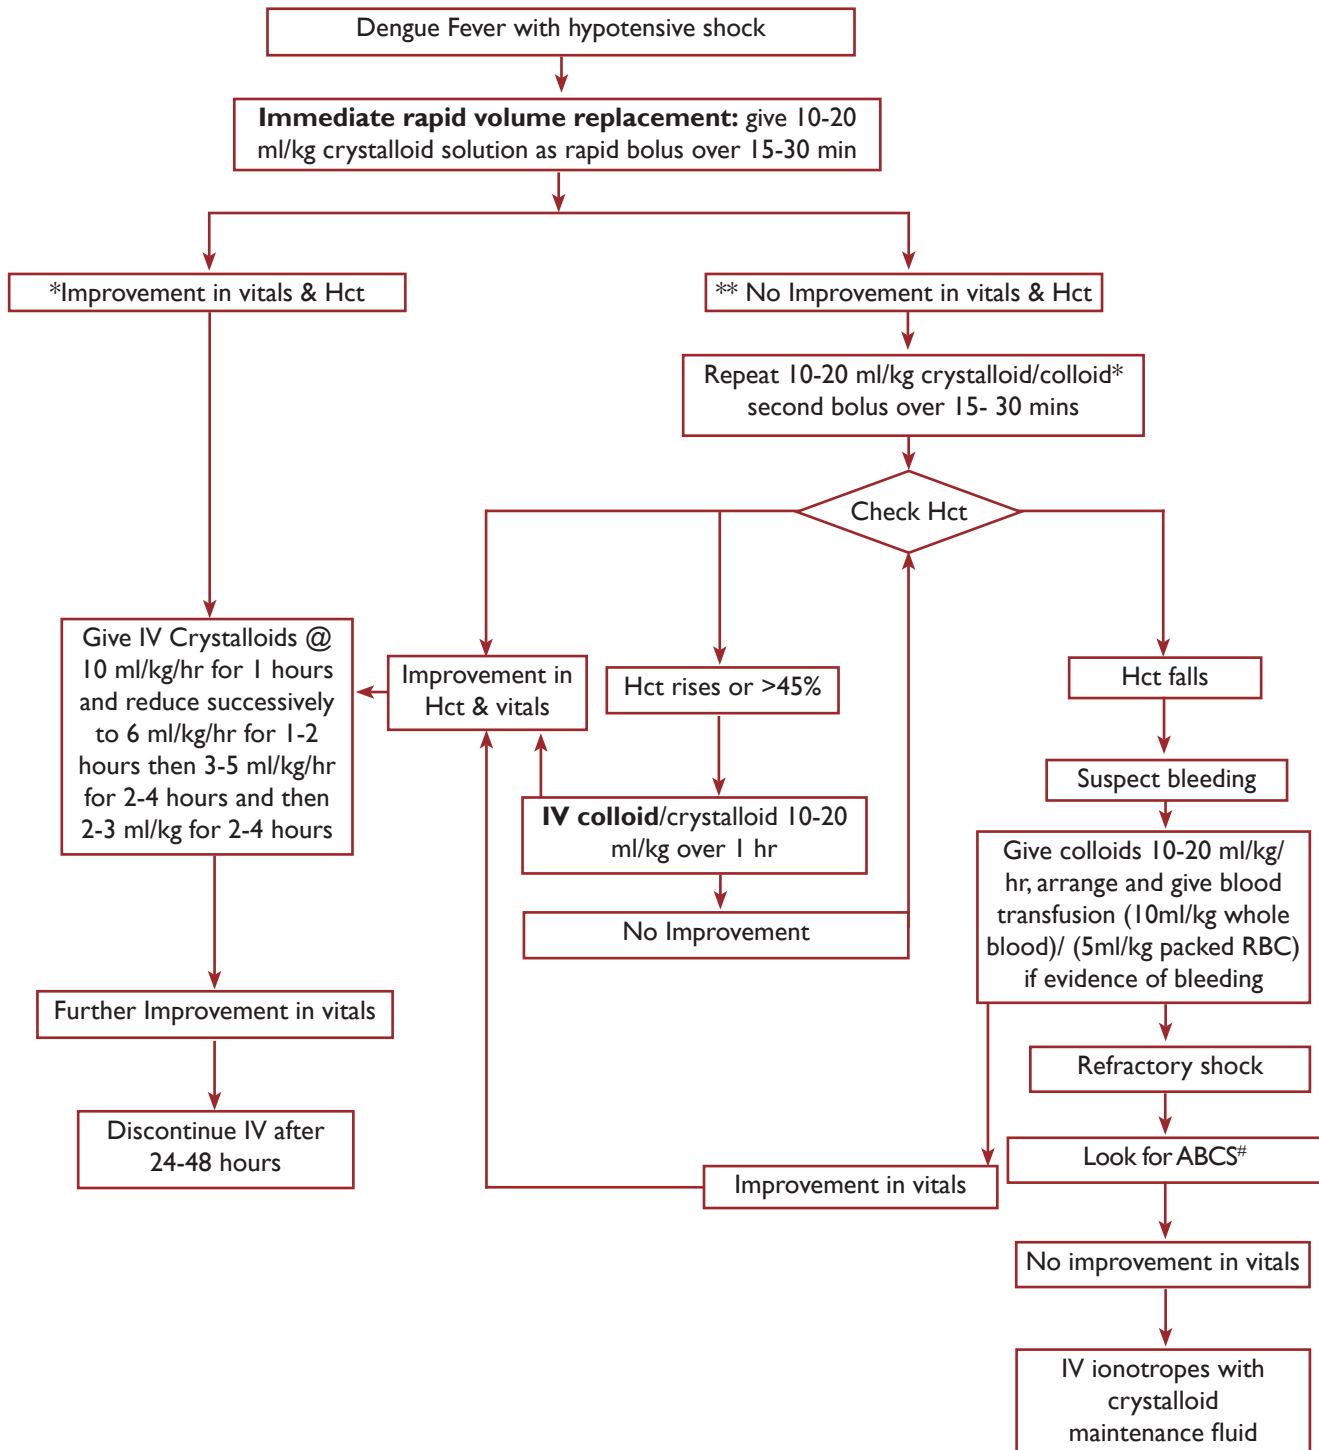 Dengue Fever with hypotensive shock
Immediate rapid volume replacement: give 10-20
ml/kg crystalloid solution as rapid bolus over 15-30 min
*Improvement in vitals & Hct
** No Improvement in vitals & Hct
Repeat 10-20 ml/kg crystalloid/colloid*
second bolus over 15- 30 mins
Check Hct
Give IV Crystalloids @
10 ml/kg/hr for 1 hours
and reduce successively
to 6 ml/kg/hr for 1-2
hours then 3-5 ml/kg/hr
for 2-4 hours and then
2-3 ml/kg for 2-4 hours
Improvement in
Hct & vitals
Hct rises or >45%
Hct falls
IV colloid/crystalloid 10-20
ml/kg over 1 hr
No Improvement
Suspect bleeding
Give colloids 10-20 ml/kg/
hr, arrange and give blood
transfusion (10ml/kg whole
blood)/ (5ml/kg packed RBC)
if evidence of bleeding
Further Improvement in vitals
Discontinue IV after
24-48 hours
Improvement in vitals
Refractory shock
Look for ABCS#
No improvement in vitals
IV ionotropes with
crystalloid
maintenance fluid